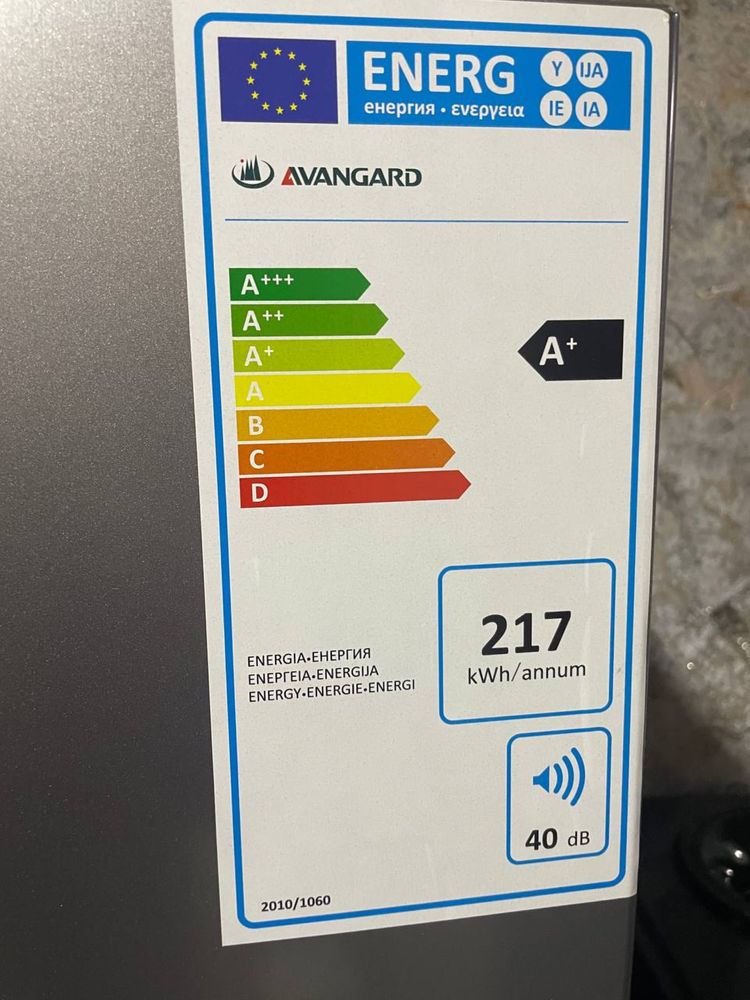 ENERG
енергия · ενεργεια
Y
IJA
IE
IA
AVANGARD
A+++
A++
A+
A
B
C
D
A+
217
kWh/annum
ENERGIA•ЕНЕРГИЯ
ΕΝΕΡΓΕΙΑ•ENERGIJA
ENERGY•ENERGIE•ENERGI
40 dB
2010/1060